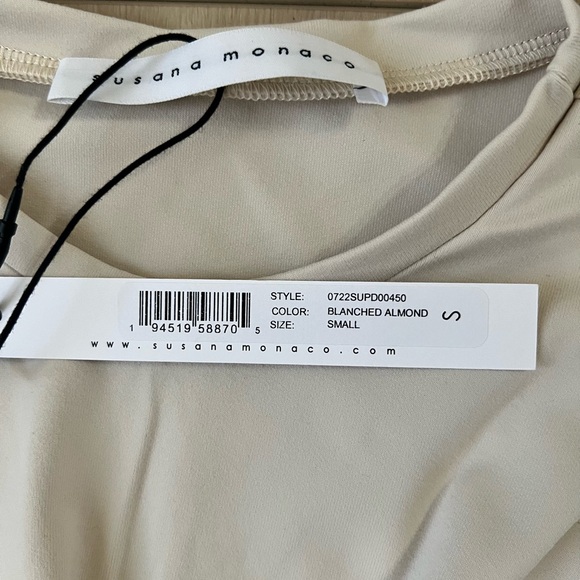 susana monaco
STYLE: 0722SUPD00450
COLOR: BLANCHED ALMOND
SIZE: SMALL
S
1 94519 58870 5
www.susanamonaco.com